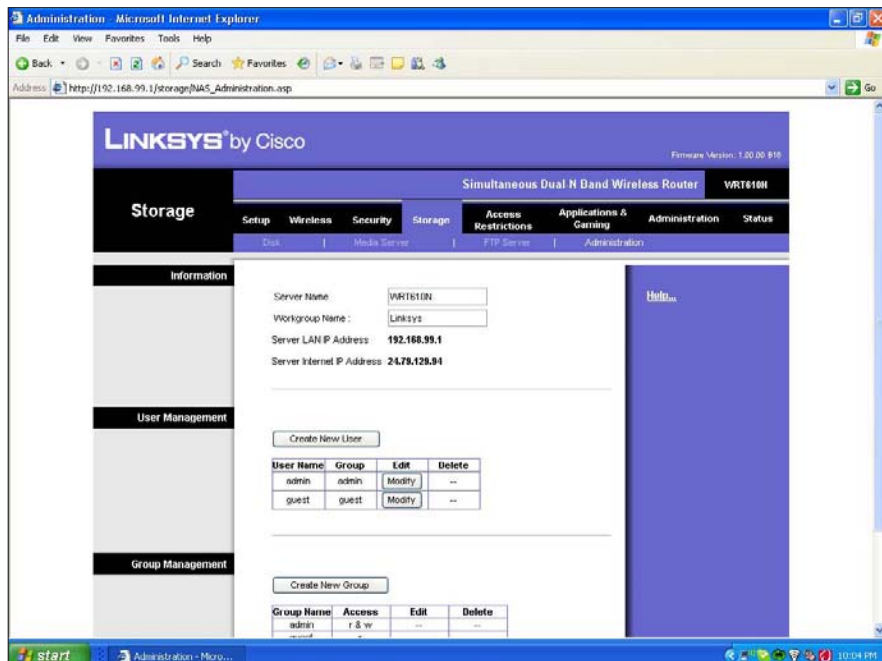 Administration - Microsoft Internet Explorer
File Edit View Favorites Tools Help
Back Search Favorites
Address http://192.168.99.1/storage/NAS_Administration.asp Go
LINKSYS® by Cisco
Firmware Version: 1.00.00 B18
Simultaneous Dual N Band Wireless Router WRT610N
Storage
Setup Wireless Security Storage Access Restrictions Applications & Gaming Administration Status
Disk | Media Server | FTP Server | Administration
Information
Help...
Server Name WRT610N
Workgroup Name : Linksys
Server LAN IP Address 192.168.99.1
Server Internet IP Address 24.79.129.94
User Management
Create New User
User Name Group Edit Delete
admin admin Modify --
guest guest Modify --
Group Management
Create New Group
Group Name Access Edit Delete
admin r & w -- --
start Administration - Micro... 10:04 PM